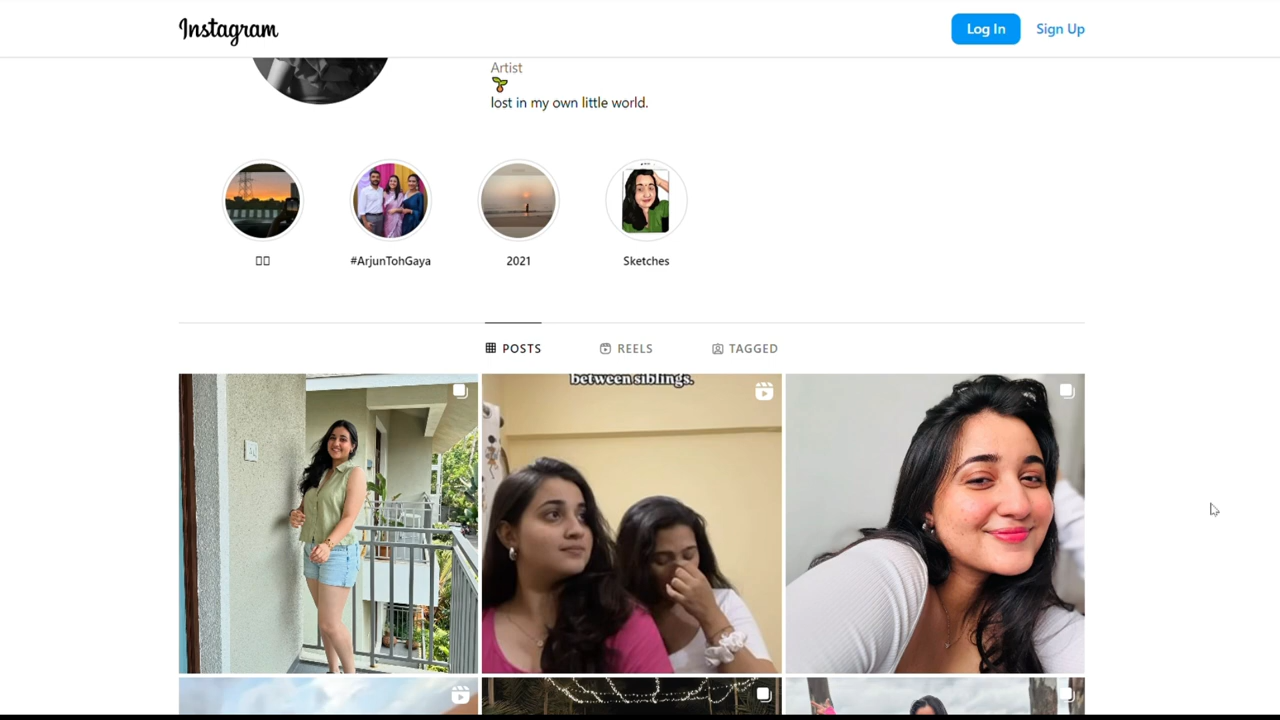 Instagram
Log In
Sign Up
Artist
lost in my own little world.
#ArjunTohGaya
2021
Sketches
POSTS
REELS
TAGGED
between siblings.